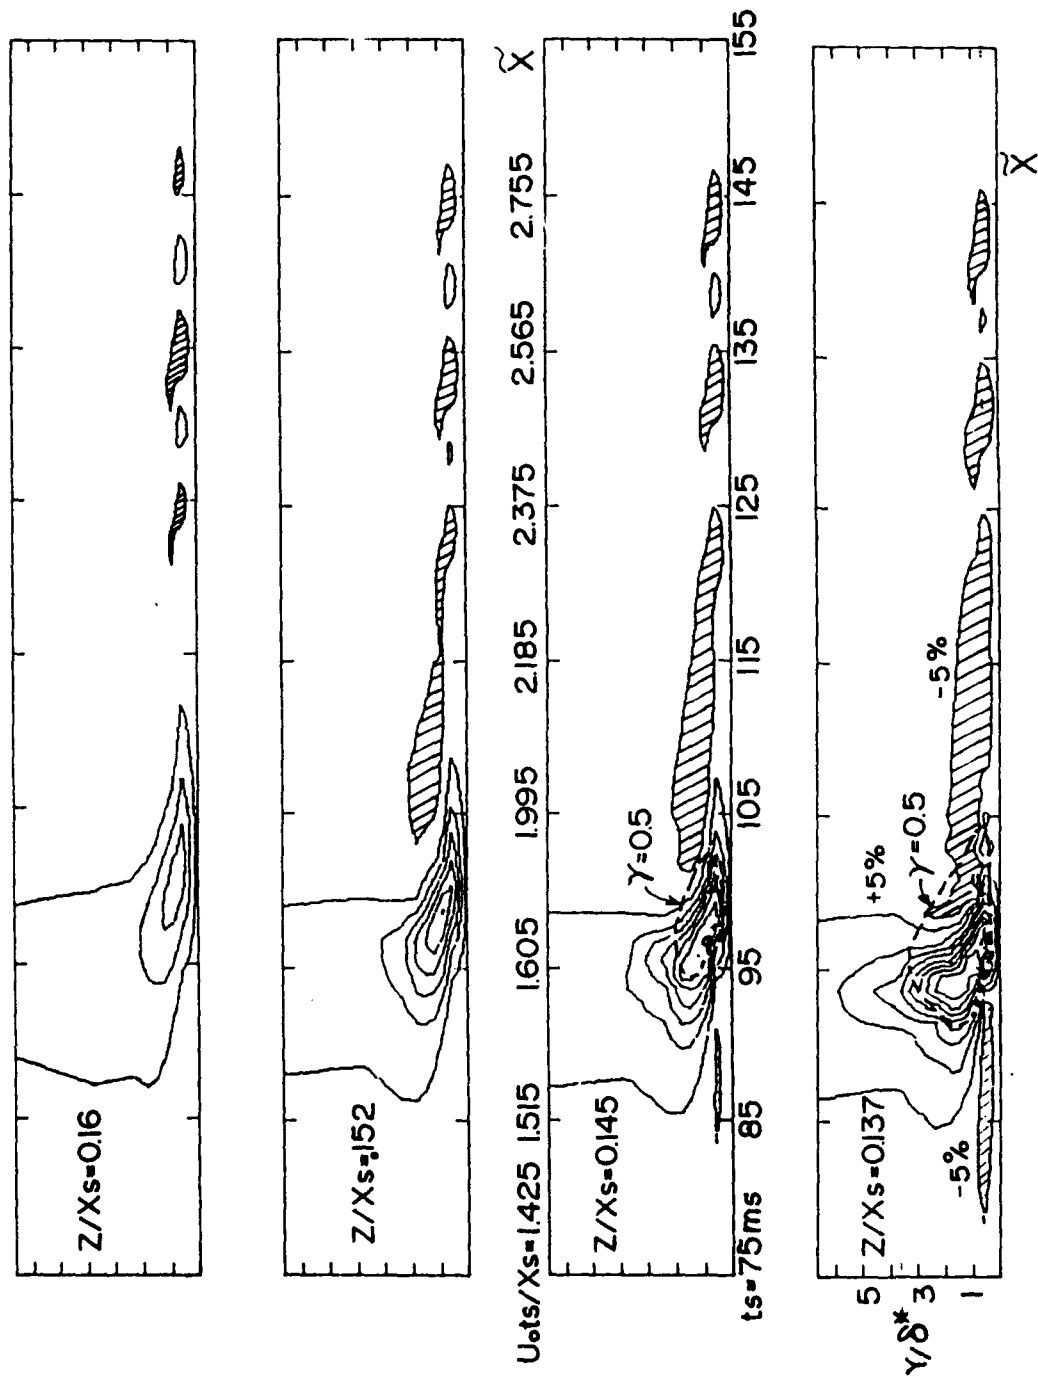 Z/Xs=0.16
Z/Xs=.152
U₀ts/Xs=1.425 1.515 1.605 1.995 2.185 2.375 2.565 2.755 X̃
Z/Xs=0.145
γ=0.5
ts=75ms 85 95 105 115 125 135 145 155
Z/Xs=0.137
-5%
+5%
γ=0.5
-5%
Y/δ* 1 3 5
X̃